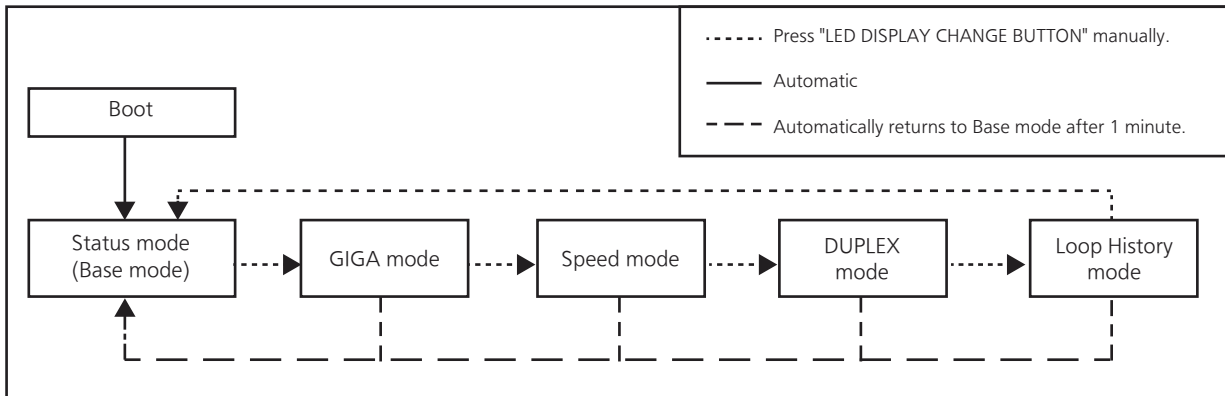 Press "LED DISPLAY CHANGE BUTTON" manually.
Automatic
Automatically returns to Base mode after 1 minute.
Boot
Status mode
(Base mode)
GIGA mode
Speed mode
DUPLEX
mode
Loop History
mode